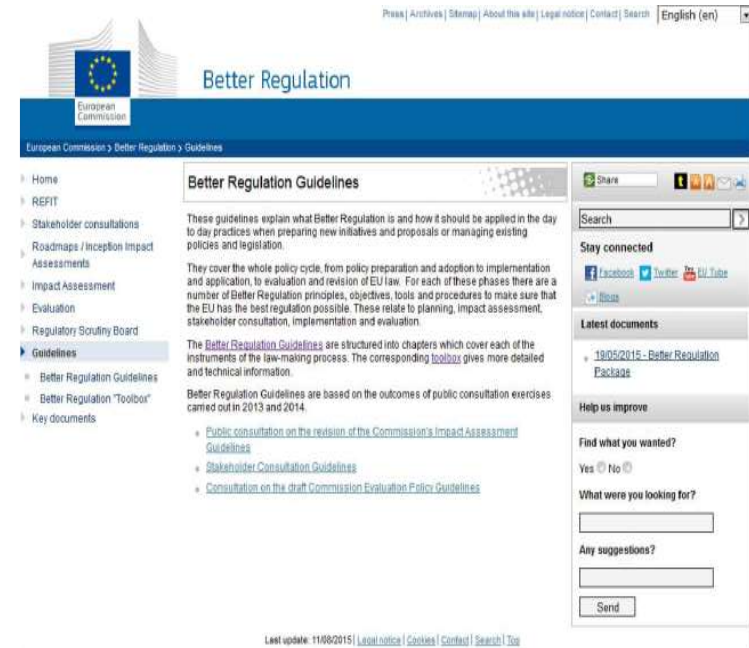 Press | Archives | Sitemap | About this site | Legal notice | Contact | Search
English (en)
European
Commission
Better Regulation
European Commission > Better Regulation > Guidelines
Home
REFIT
Stakeholder consultations
Roadmaps / Inception Impact
Assessments
Impact Assessment
Evaluation
Regulatory Scrutiny Board
Guidelines
Better Regulation Guidelines
Better Regulation "Toolbox"
Key documents
Better Regulation Guidelines
These guidelines explain what Better Regulation is and how it should be applied in the day
to day practices when preparing new initiatives and proposals or managing existing
policies and legislation.
They cover the whole policy cycle, from policy preparation and adoption to implementation
and application, to evaluation and revision of EU law. For each of these phases there are a
number of Better Regulation principles, objectives, tools and procedures to make sure that
the EU has the best regulation possible. These relate to planning, impact assessment,
stakeholder consultation, implementation and evaluation.
The Better Regulation Guidelines are structured into chapters which cover each of the
instruments of the law-making process. The corresponding toolbox gives more detailed
and technical information.
Better Regulation Guidelines are based on the outcomes of public consultation exercises
carried out in 2013 and 2014.
Public consultation on the revision of the Commission's Impact Assessment
Guidelines
Stakeholder Consultation Guidelines
Consultation on the draft Commission Evaluation Policy Guidelines
Share
Search
Stay connected
Facebook Twitter EU Tube
Blogs
Latest documents
19/05/2015 - Better Regulation
Package
Help us improve
Find what you wanted?
Yes No
What were you looking for?
Any suggestions?
Send
Last update: 11/08/2015 | Legal notice | Cookies | Contact | Search | Top